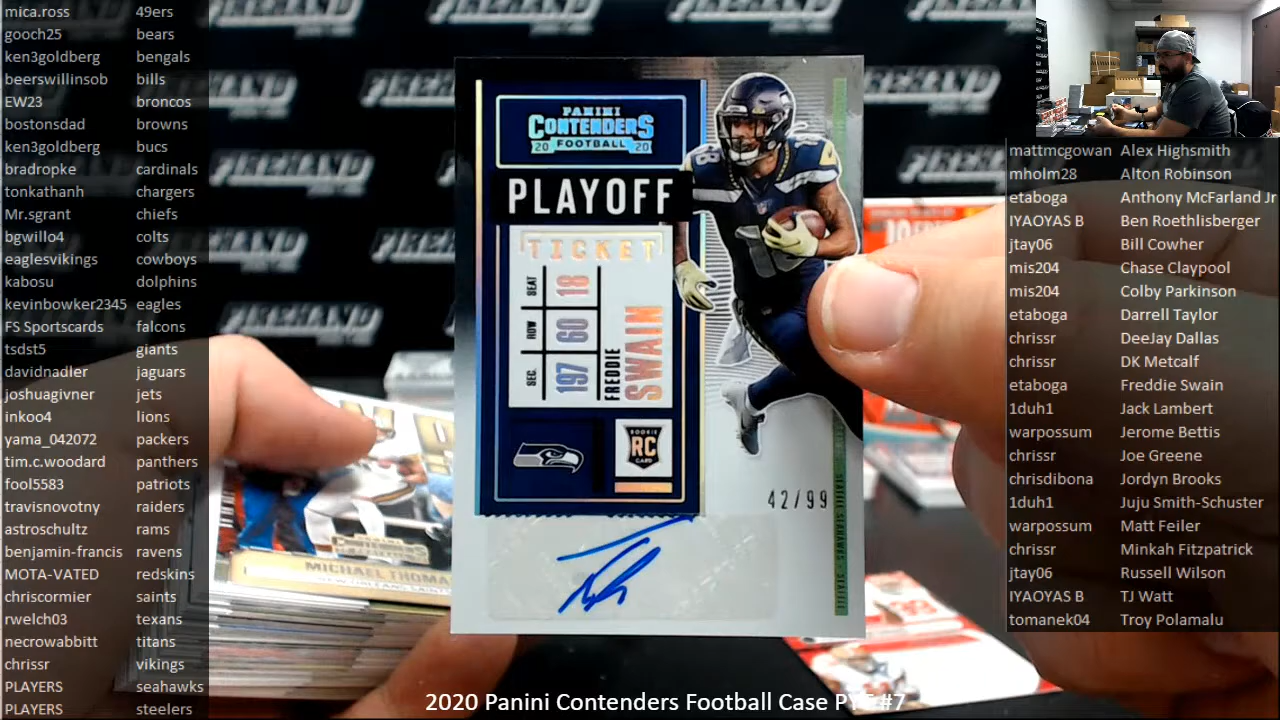 mica.ross 49ers
gooch25 bears
ken3goldberg bengals
beerswillinsob bills
EW23 broncos
bostonsdad browns
ken3goldberg bucs
bradropke cardinals
tonkathanh chargers
Mr.sgrant chiefs
bgwillo4 colts
eaglesvikings cowboys
kabosu dolphins
kevinbowker2345 eagles
FS Sportscards falcons
tsdst5 giants
davidnadler jaguars
joshuagivner jets
inkoo4 lions
yama_042072 packers
tim.c.woodard panthers
fool5583 patriots
travisnovotny raiders
astroschultz rams
benjamin-francis ravens
MOTA-VATED redskins
chriscormier saints
rwelch03 texans
necrowabbitt titans
chrissr vikings
PLAYERS seahawks
PLAYERS steelers
FIREHAND
PANINI
CONTENDERS
20 FOOTBALL 20
PLAYOFF
TICKET
SEAT 18
ROW 60
SEC. 197
FREDDIE
SWAIN
ROOKIE
RC
CARD
42/99
MICHAEL THOMAS
mattmcgowan Alex Highsmith
mholm28 Alton Robinson
etaboga Anthony McFarland Jr
IYAOYAS B Ben Roethlisberger
jtay06 Bill Cowher
mis204 Chase Claypool
mis204 Colby Parkinson
etaboga Darrell Taylor
chrissr DeeJay Dallas
chrissr DK Metcalf
etaboga Freddie Swain
1duh1 Jack Lambert
warpossum Jerome Bettis
chrissr Joe Greene
chrisdibona Jordyn Brooks
1duh1 Juju Smith-Schuster
warpossum Matt Feiler
chrissr Minkah Fitzpatrick
jtay06 Russell Wilson
IYAOYAS B TJ Watt
tomanek04 Troy Polamalu
2020 Panini Contenders Football Case PYT #7